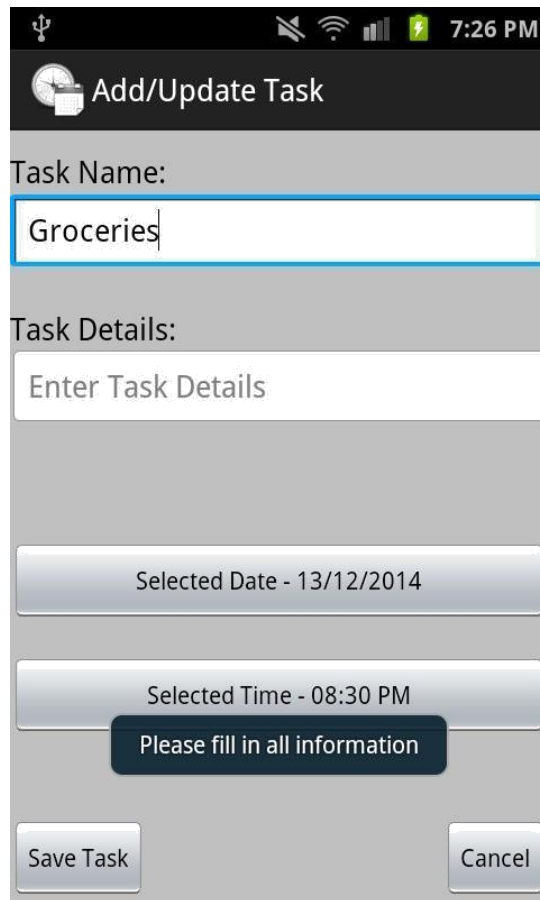 7:26 PM
Add/Update Task
Task Name:
Groceries
Task Details:
Enter Task Details
Selected Date - 13/12/2014
Selected Time - 08:30 PM
Please fill in all information
Save Task
Cancel